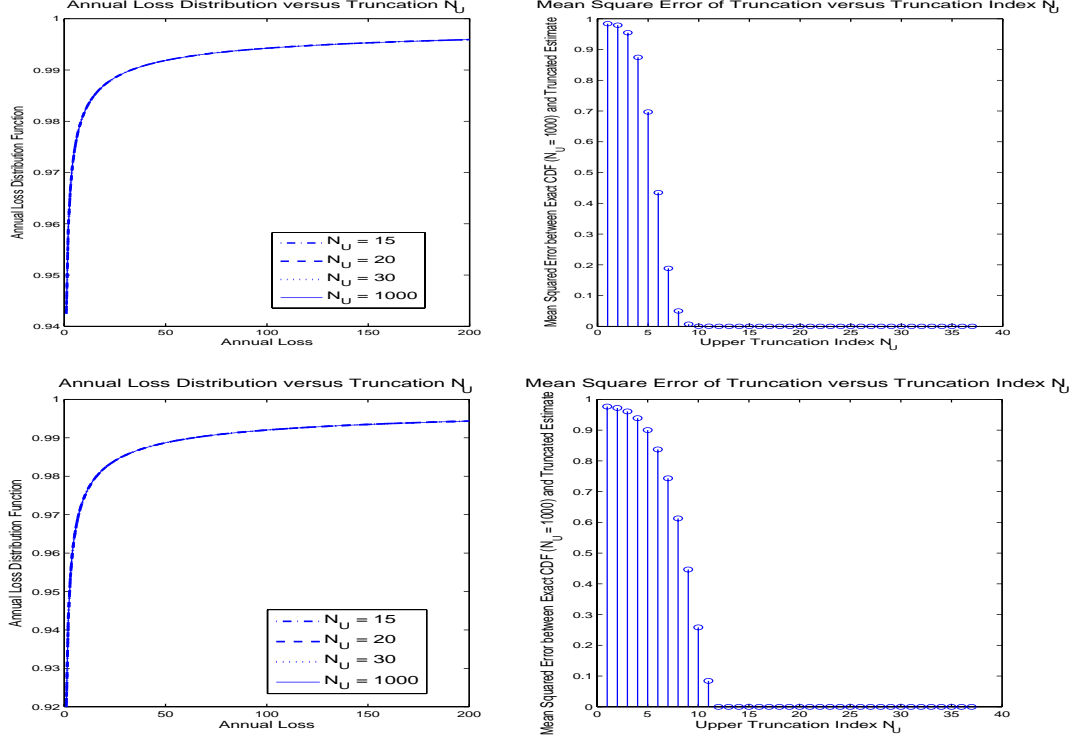 Annual Loss Distribution versus Truncation N_U
1
0.99
0.98
0.97
0.96
0.95
0.94
Annual Loss Distribution Function
N_U = 15
N_U = 20
N_U = 30
N_U = 1000
0 50 100 150 200
Annual Loss
Mean Square Error of Truncation versus Truncation Index N_U
1
0.9
0.8
0.7
0.6
0.5
0.4
0.3
0.2
0.1
0
Mean Squared Error between Exact CDF (N_U = 1000) and Truncated Estimate
0 5 10 15 20 25 30 35 40
Upper Truncation Index N_U
Annual Loss Distribution versus Truncation N_U
1
0.99
0.98
0.97
0.96
0.95
0.94
0.93
0.92
Annual Loss Distribution Function
N_U = 15
N_U = 20
N_U = 30
N_U = 1000
0 50 100 150 200
Annual Loss
Mean Square Error of Truncation versus Truncation Index N_U
1
0.9
0.8
0.7
0.6
0.5
0.4
0.3
0.2
0.1
0
Mean Squared Error between Exact CDF (N_U = 1000) and Truncated Estimate
0 5 10 15 20 25 30 35 40
Upper Truncation Index N_U